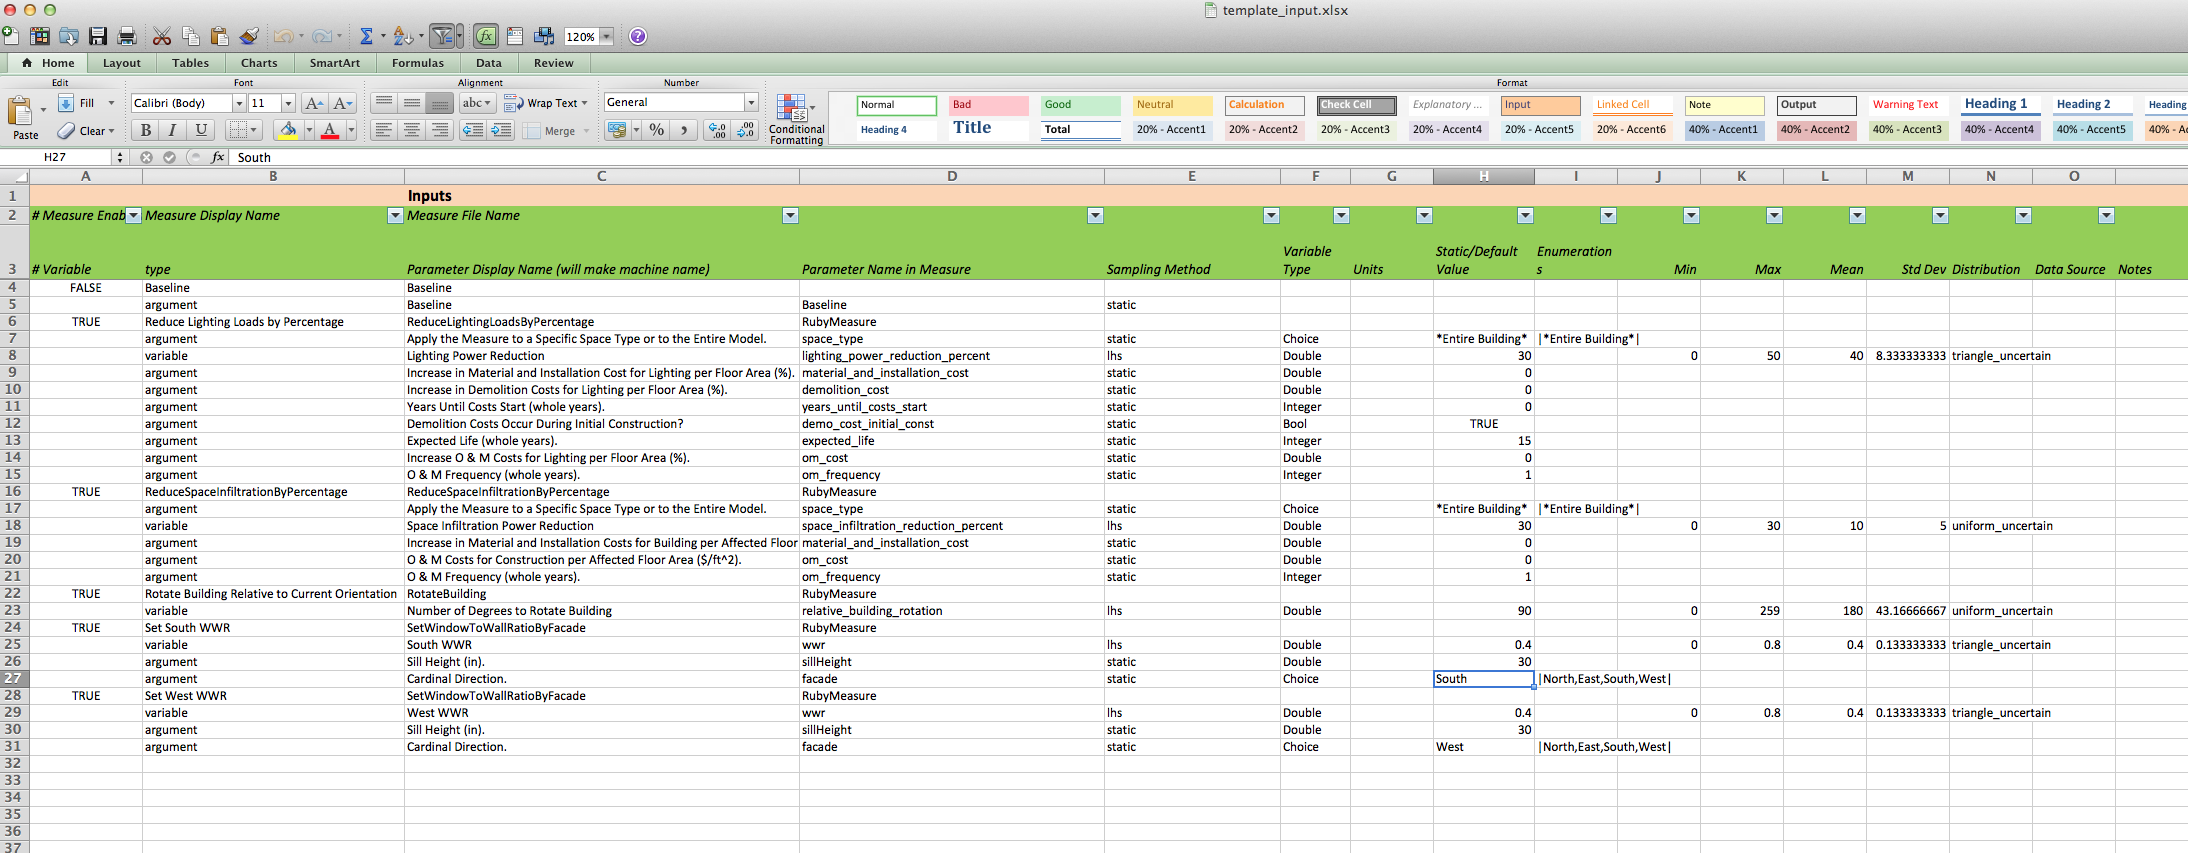 template_input.xlsx
120%
Home Layout Tables Charts SmartArt Formulas Data Review
Edit Font Alignment Number Format
Fill Calibri (Body) 11 A A abc Wrap Text General
Paste Clear B I U A Merge % Conditional Formatting
Normal Bad Good Neutral Calculation Check Cell Explanatory ... Input Linked Cell Note Output Warning Text Heading 1 Heading 2 Heading
Heading 4 Title Total 20% - Accent1 20% - Accent2 20% - Accent3 20% - Accent4 20% - Accent5 20% - Accent6 40% - Accent1 40% - Accent2 40% - Accent3 40% - Accent4 40% - Accent5 40% - A
H27 fx South
A B C D E F G H I J K L M N O
1 Inputs
2 # Measure Enab Measure Display Name Measure File Name
3 # Variable type Parameter Display Name (will make machine name) Parameter Name in Measure Sampling Method Variable Type Units Static/Default Value Enumerations Min Max Mean Std Dev Distribution Data Source Notes
4 FALSE Baseline Baseline
5 argument Baseline Baseline static
6 TRUE Reduce Lighting Loads by Percentage ReduceLightingLoadsByPercentage RubyMeasure
7 argument Apply the Measure to a Specific Space Type or to the Entire Model. space_type static Choice *Entire Building* |*Entire Building*|
8 variable Lighting Power Reduction lighting_power_reduction_percent lhs Double 30 0 50 40 8.333333333 triangle_uncertain
9 argument Increase in Material and Installation Cost for Lighting per Floor Area (%). material_and_installation_cost static Double 0
10 argument Increase in Demolition Costs for Lighting per Floor Area (%). demolition_cost static Double 0
11 argument Years Until Costs Start (whole years). years_until_costs_start static Integer 0
12 argument Demolition Costs Occur During Initial Construction? demo_cost_initial_const static Bool TRUE
13 argument Expected Life (whole years). expected_life static Integer 15
14 argument Increase O & M Costs for Lighting per Floor Area (%). om_cost static Double 0
15 argument O & M Frequency (whole years). om_frequency static Integer 1
16 TRUE ReduceSpaceInfiltrationByPercentage ReduceSpaceInfiltrationByPercentage RubyMeasure
17 argument Apply the Measure to a Specific Space Type or to the Entire Model. space_type static Choice *Entire Building* |*Entire Building*|
18 variable Space Infiltration Power Reduction space_infiltration_reduction_percent lhs Double 30 0 30 10 5 uniform_uncertain
19 argument Increase in Material and Installation Costs for Building per Affected Floor material_and_installation_cost static Double 0
20 argument O & M Costs for Construction per Affected Floor Area ($/ft^2). om_cost static Double 0
21 argument O & M Frequency (whole years). om_frequency static Integer 1
22 TRUE Rotate Building Relative to Current Orientation RotateBuilding RubyMeasure
23 variable Number of Degrees to Rotate Building relative_building_rotation lhs Double 90 0 259 180 43.16666667 uniform_uncertain
24 TRUE Set South WWR SetWindowToWallRatioByFacade RubyMeasure
25 variable South WWR wwr lhs Double 0.4 0 0.8 0.4 0.133333333 triangle_uncertain
26 argument Sill Height (in). sillHeight static Double 30
27 argument Cardinal Direction. facade static Choice South |North,East,South,West|
28 TRUE Set West WWR SetWindowToWallRatioByFacade RubyMeasure
29 variable West WWR wwr lhs Double 0.4 0 0.8 0.4 0.133333333 triangle_uncertain
30 argument Sill Height (in). sillHeight static Double 30
31 argument Cardinal Direction. facade static Choice West |North,East,South,West|
32
33
34
35
36
37